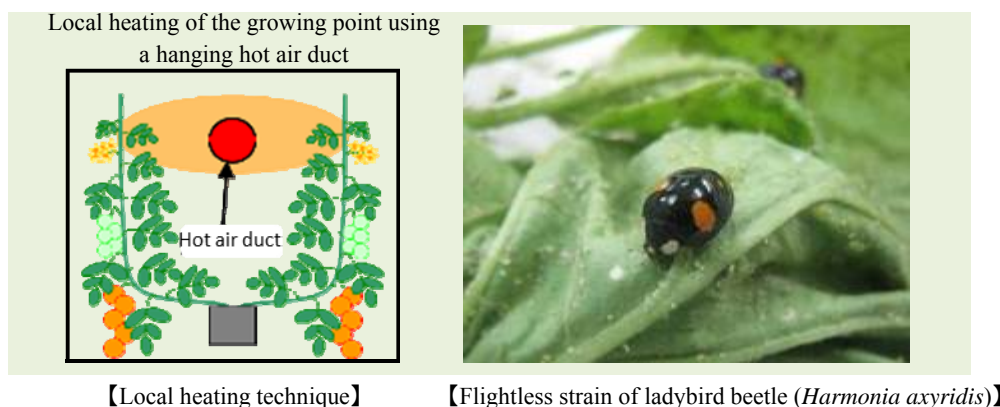 Local heating of the growing point using
a hanging hot air duct
Hot air duct
【Local heating technique】
【Flightless strain of ladybird beetle (Harmonia axyridis)】